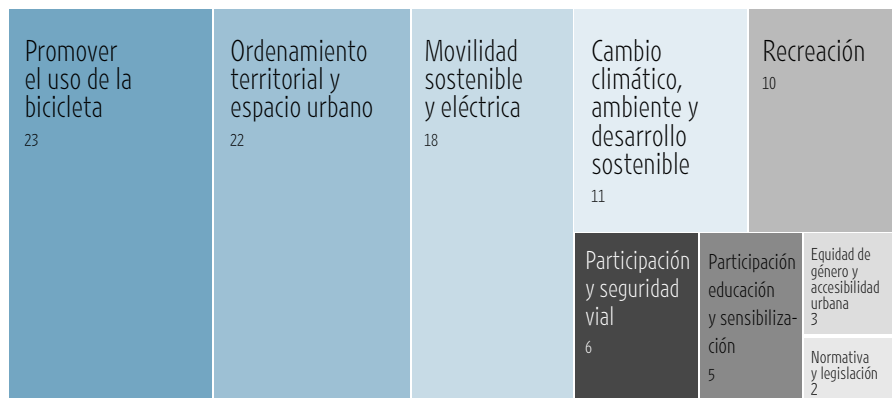 Promover
el uso de la
bicicleta
23
Ordenamiento
territorial y
espacio urbano
22
Movilidad
sostenible
y eléctrica
18
Cambio
climático,
ambiente y
desarrollo
sostenible
11
Recreación
10
Participación
y seguridad
vial
6
Participación
educación
y sensibiliza-
ción
5
Equidad de
género y
accesibilidad
urbana
3
Normativa
y legislación
2